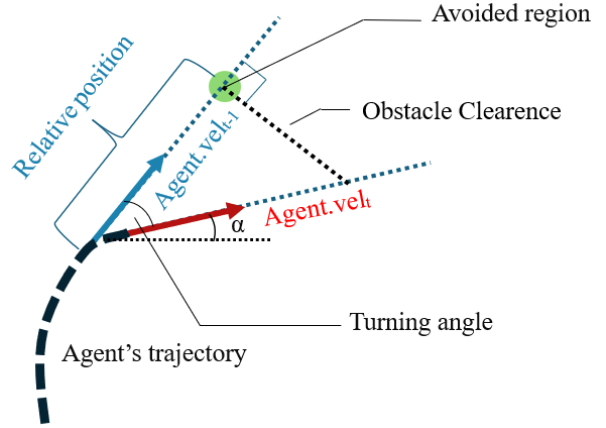 Avoided region
Relative position
Obstacle Clearence
Agent.velt-1
Agent.velt
α
Turning angle
Agent's trajectory